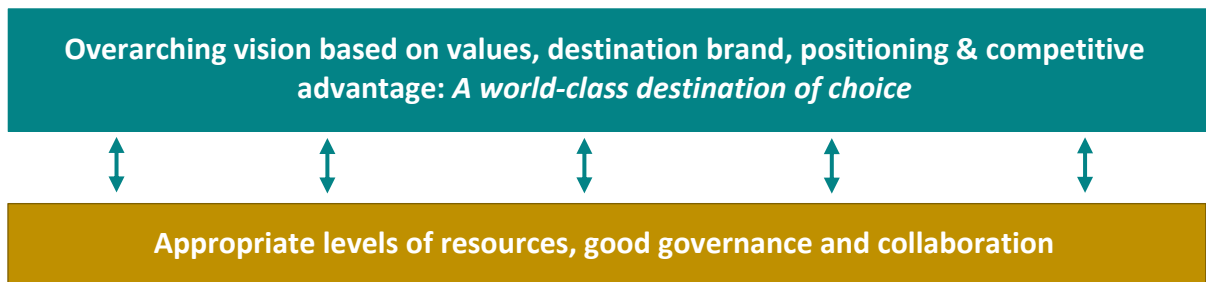 Overarching vision based on values, destination brand, positioning & competitive
advantage: A world-class destination of choice
Appropriate levels of resources, good governance and collaboration